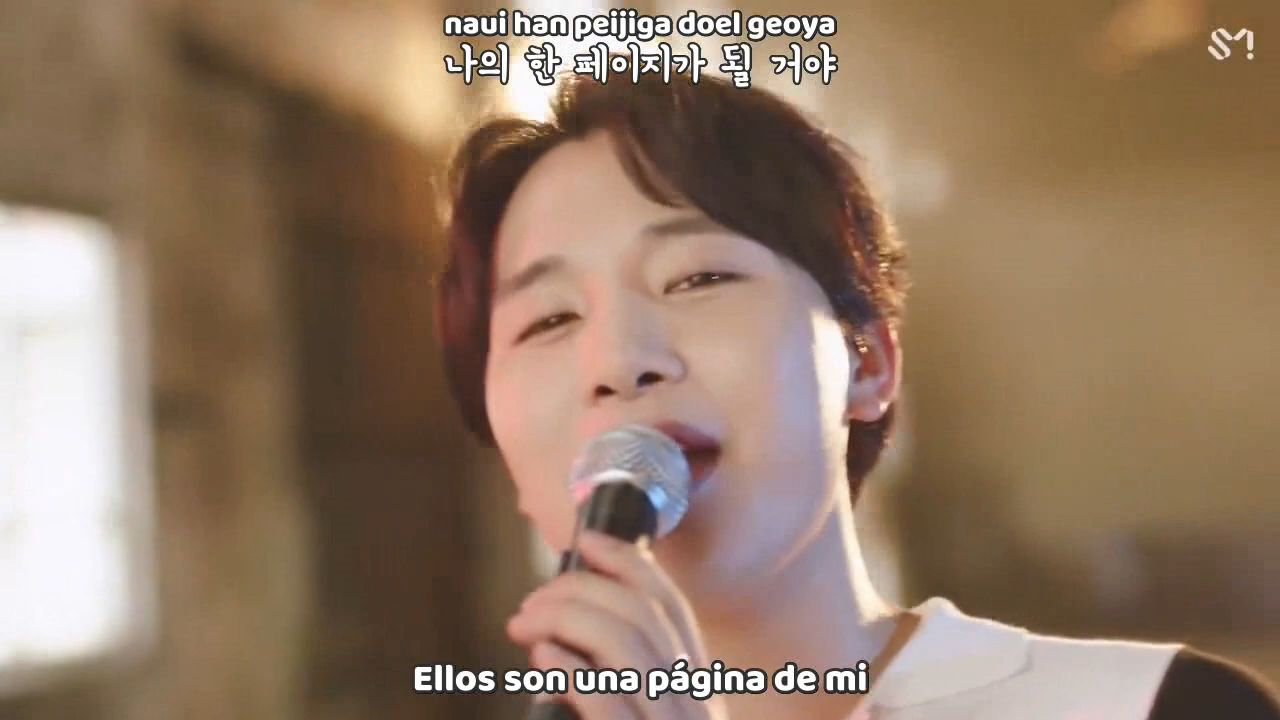 naui han peijiga doel geoya
나의 한 페이지가 될 거야
SM!
Ellos son una página de mi